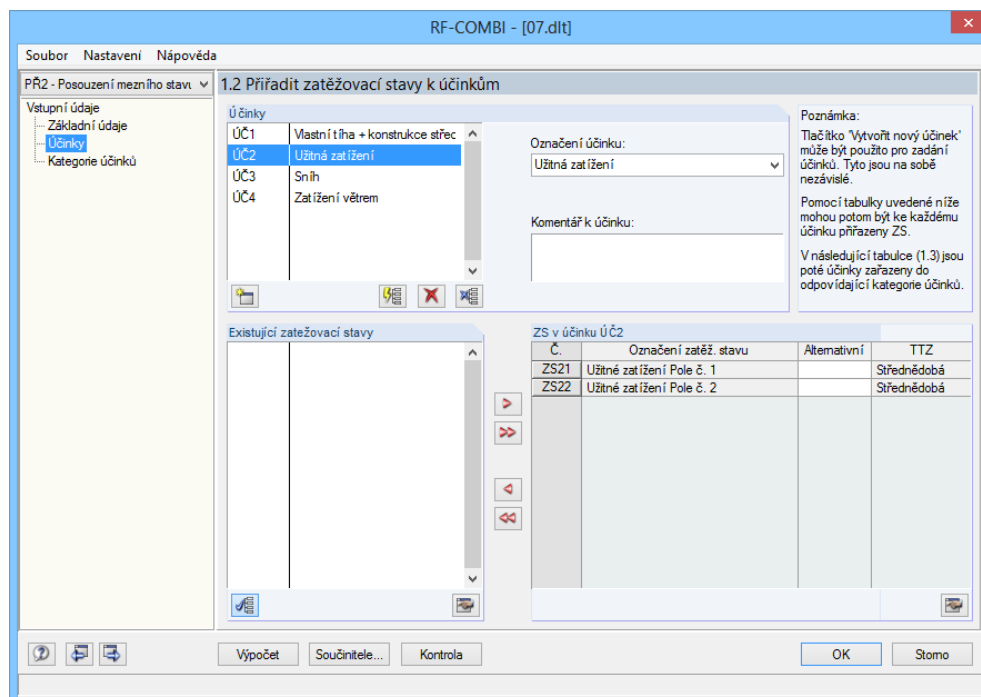 RF-COMBI - [07.dlt]
Soubor Nastavení Nápověda
PŘ2 - Posouzení mezního stavu
1.2 Přiřadit zatěžovací stavy k účinkům
Vstupní údaje
Základní údaje
Účinky
Kategorie účinků
Účinky
ÚČ1 Vlastní tíha + konstrukce střec
ÚČ2 Užitná zatížení
ÚČ3 Sníh
ÚČ4 Zatížení větrem
Označení účinku:
Užitná zatížení
Komentář k účinku:
Poznámka:
Tlačítko 'Vytvořit nový účinek'
může být použito pro zadání
účinků. Tyto jsou na sobě
nezávislé.
Pomocí tabulky uvedené níže
mohou potom být ke každému
účinku přiřazeny ZS.
V následující tabulce (1.3) jsou
poté účinky zařazeny do
odpovídající kategorie účinků.
Existující zatežovací stavy
ZS v účinku ÚČ2
Č. Označení zatěž. stavu Alternativní TTZ
ZS21 Užitné zatížení Pole č. 1 Střednědobá
ZS22 Užitné zatížení Pole č. 2 Střednědobá
Výpočet Součinitele... Kontrola OK Storno